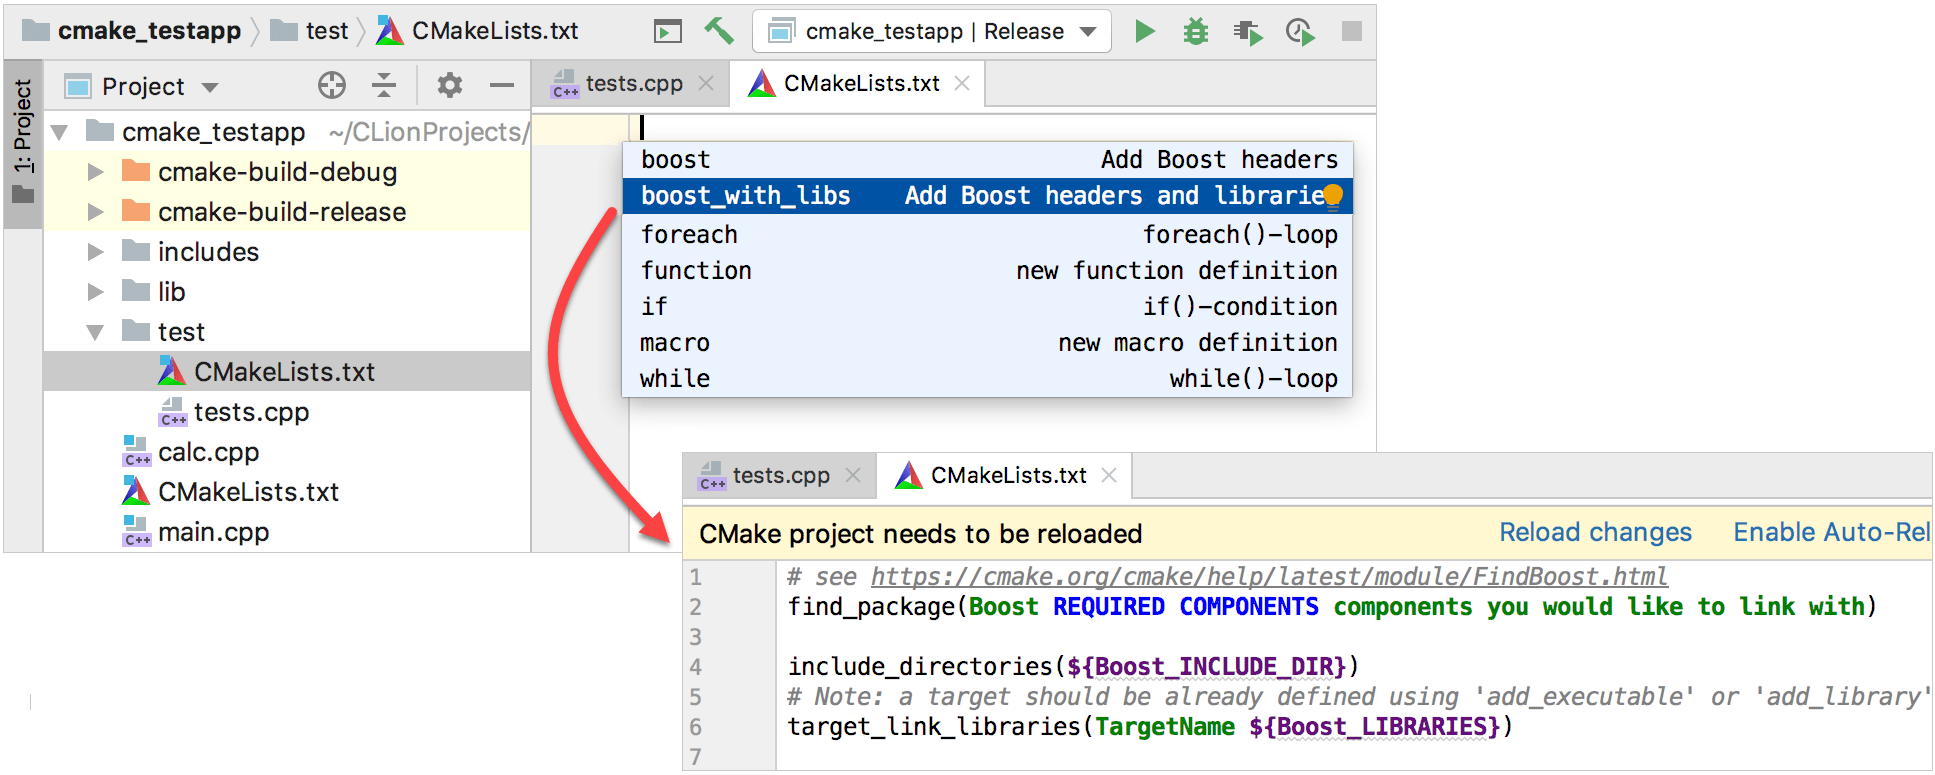 cmake_testapp test CMakeLists.txt cmake_testapp | Release
1: Project
Project
tests.cpp CMakeLists.txt
cmake_testapp ~/CLionProjects/
cmake-build-debug
cmake-build-release
includes
lib
test
CMakeLists.txt
C++ tests.cpp
C++ calc.cpp
CMakeLists.txt
C++ main.cpp
boost Add Boost headers
boost_with_libs Add Boost headers and librarie
foreach foreach()-loop
function new function definition
if if()-condition
macro new macro definition
while while()-loop
C++ tests.cpp CMakeLists.txt
CMake project needs to be reloaded Reload changes Enable Auto-Rel
1 # see https://cmake.org/cmake/help/latest/module/FindBoost.html
2 find_package(Boost REQUIRED COMPONENTS components you would like to link with)
3
4 include_directories(${Boost_INCLUDE_DIR})
5 # Note: a target should be already defined using 'add_executable' or 'add_library'
6 target_link_libraries(TargetName ${Boost_LIBRARIES})
7